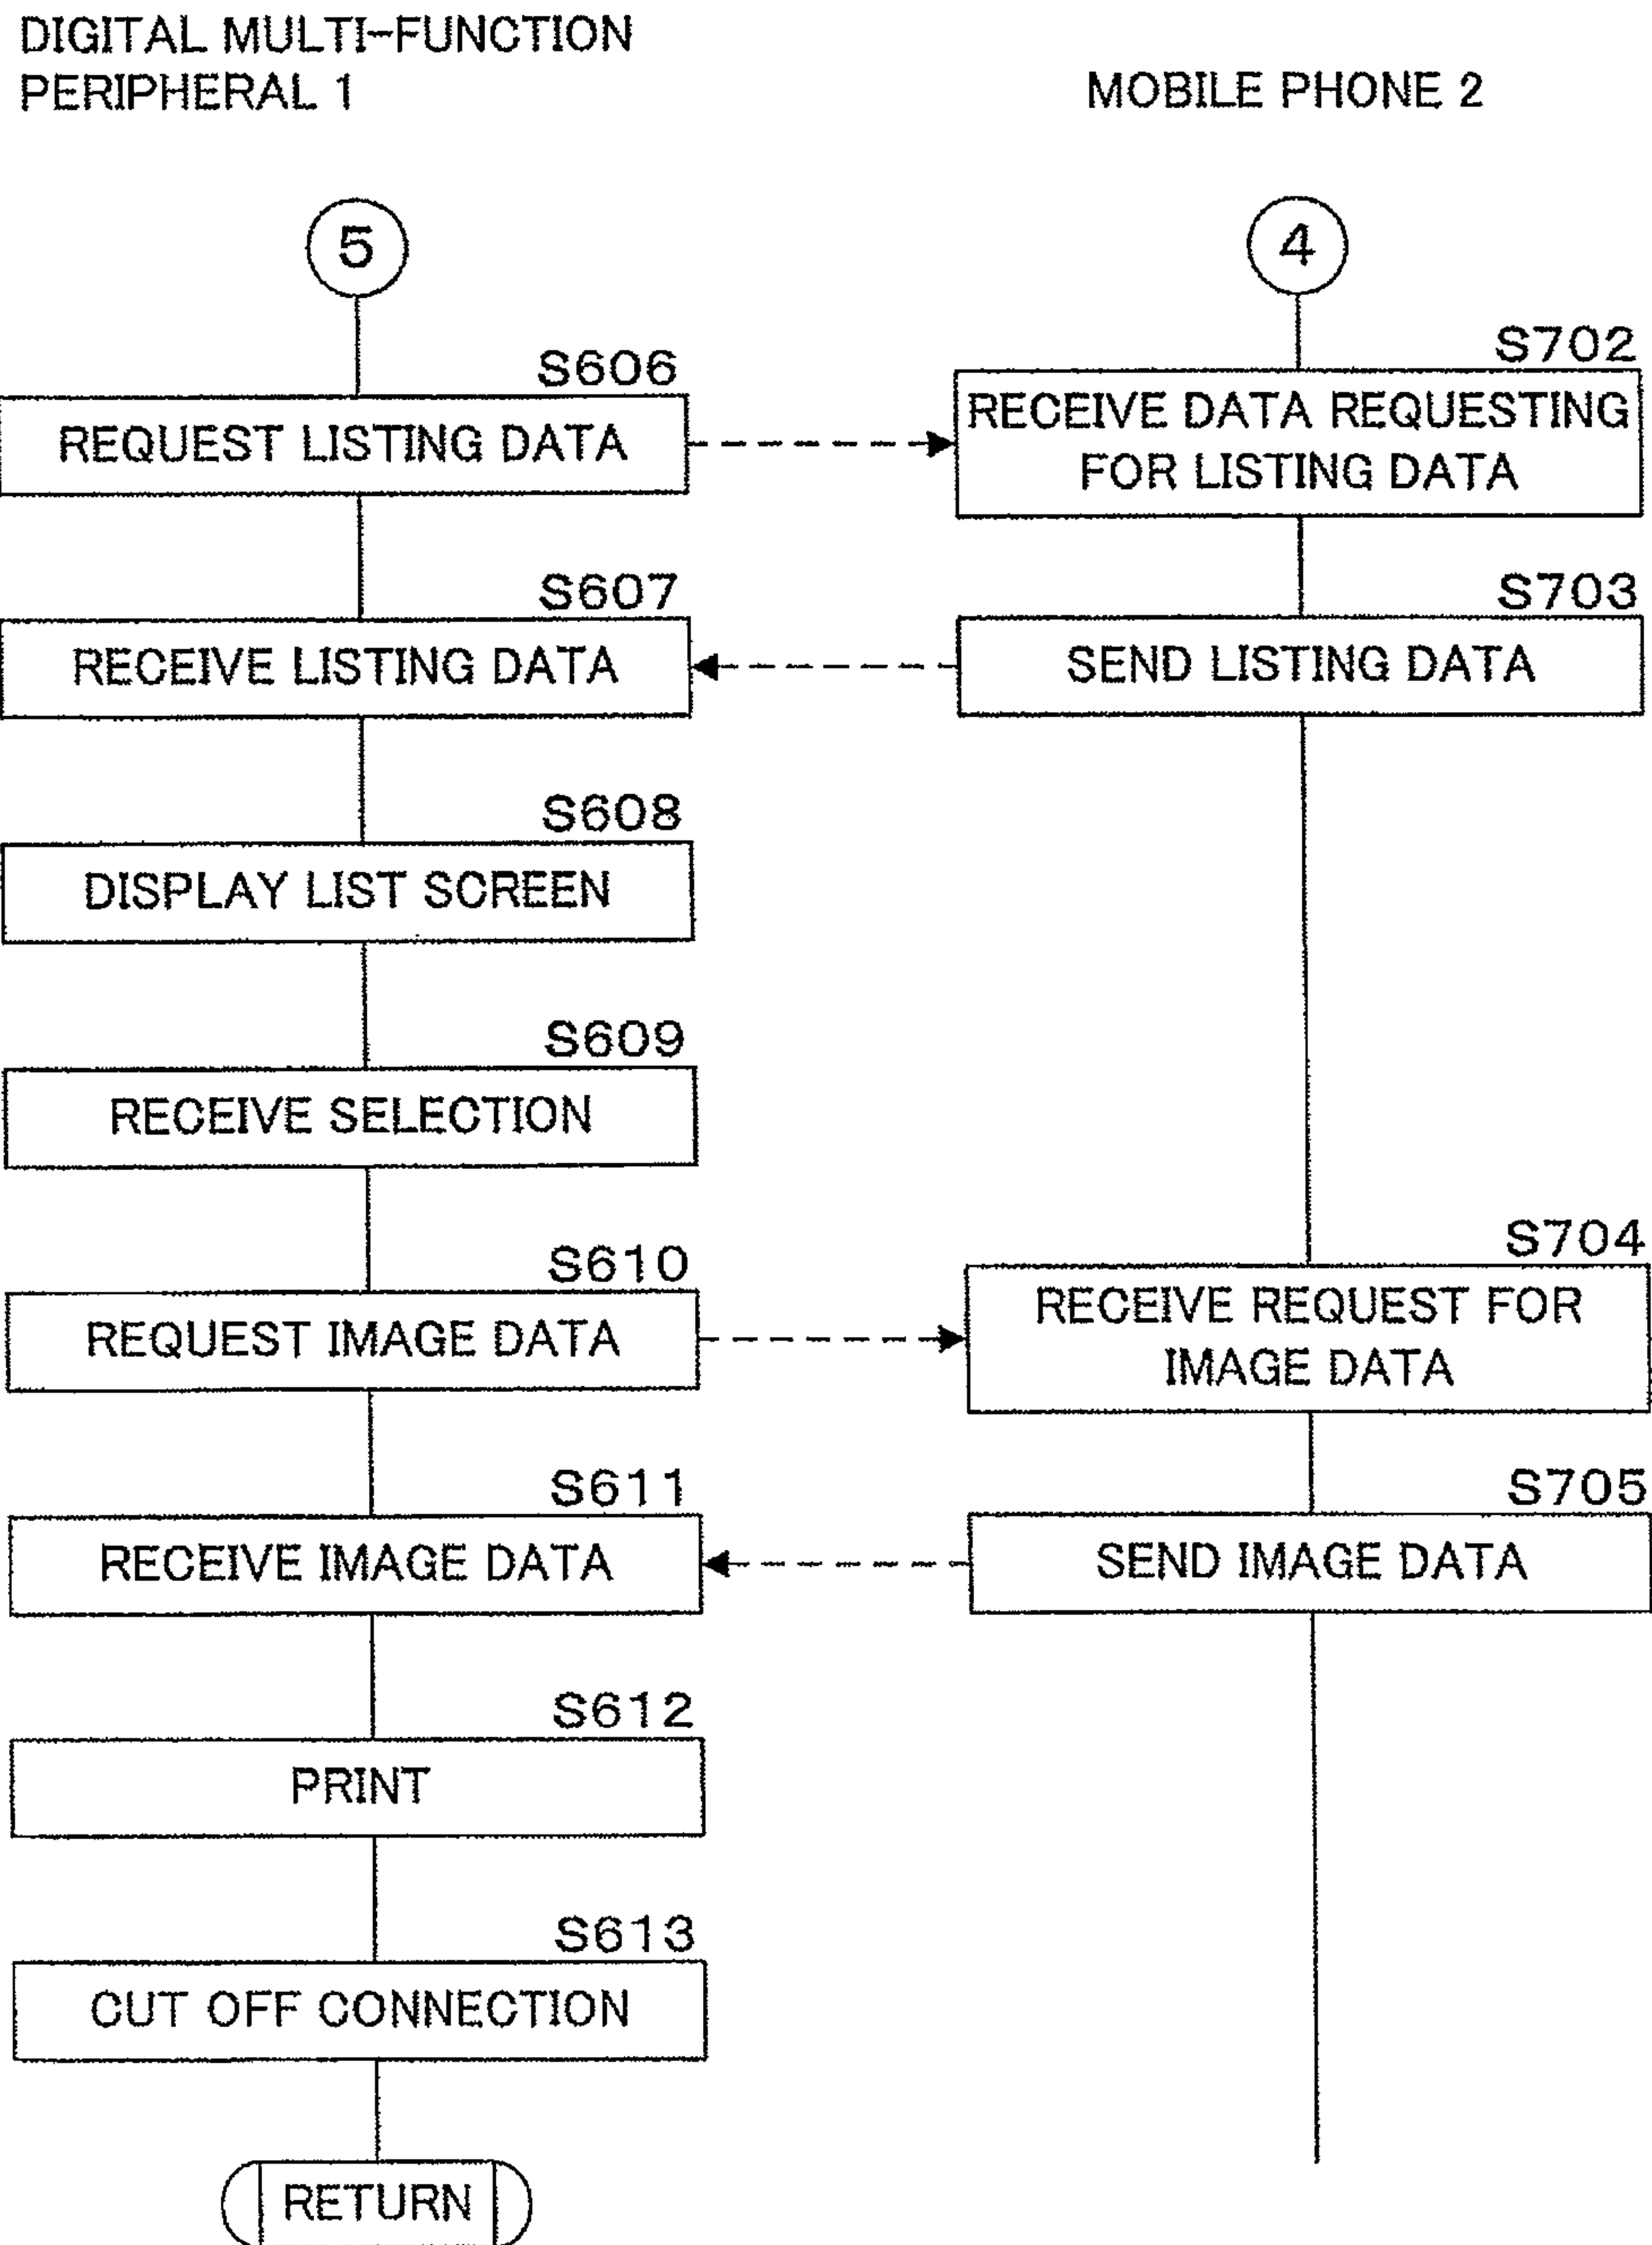 DIGITAL MULTI-FUNCTION
PERIPHERAL 1
MOBILE PHONE 2
5
4
S606
REQUEST LISTING DATA
S702
RECEIVE DATA REQUESTING
FOR LISTING DATA
S607
RECEIVE LISTING DATA
S703
SEND LISTING DATA
S608
DISPLAY LIST SCREEN
S609
RECEIVE SELECTION
S610
REQUEST IMAGE DATA
S704
RECEIVE REQUEST FOR
IMAGE DATA
S611
RECEIVE IMAGE DATA
S705
SEND IMAGE DATA
S612
PRINT
S613
CUT OFF CONNECTION
RETURN